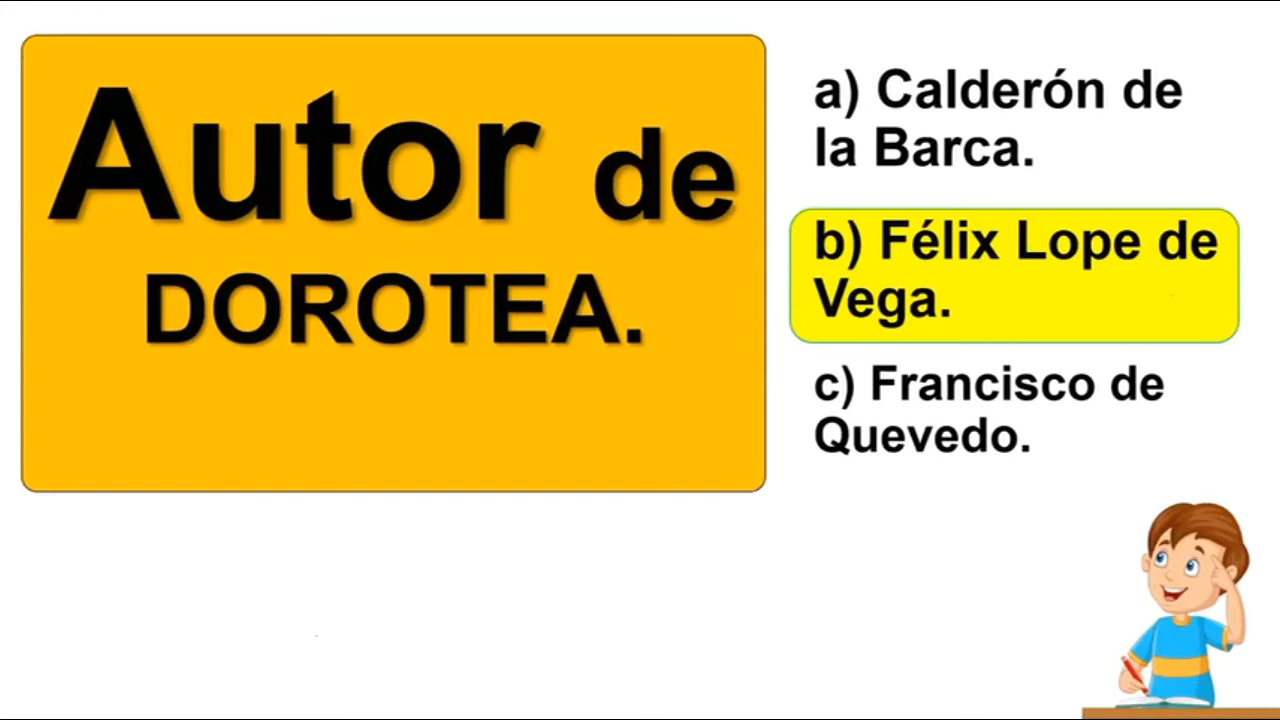 Autor de
DOROTEA.
a) Calderón de
la Barca.
b) Félix Lope de
Vega.
c) Francisco de
Quevedo.